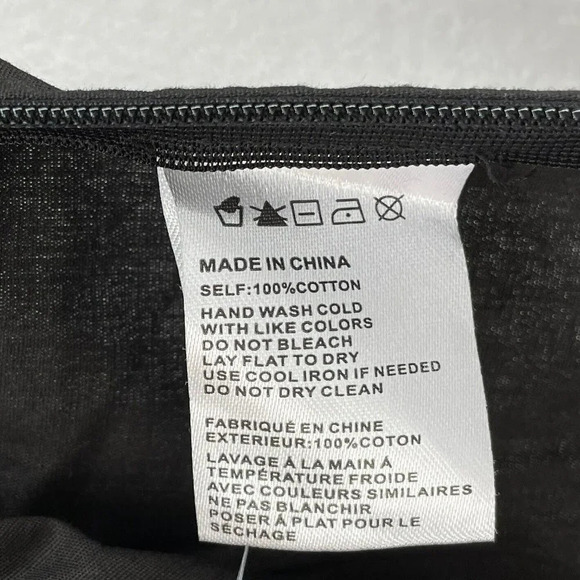 MADE IN CHINA
SELF:100%COTTON
HAND WASH COLD
WITH LIKE COLORS
DO NOT BLEACH
LAY FLAT TO DRY
USE COOL IRON IF NEEDED
DO NOT DRY CLEAN
FABRIQUÉ EN CHINE
EXTERIEUR:100%COTON
LAVAGE À LA MAIN À
TEMPÉRATURE FROIDE
AVEC COULEURS SIMILAIRES
NE PAS BLANCHIR
POSER À PLAT POUR LE
SÉCHAGE